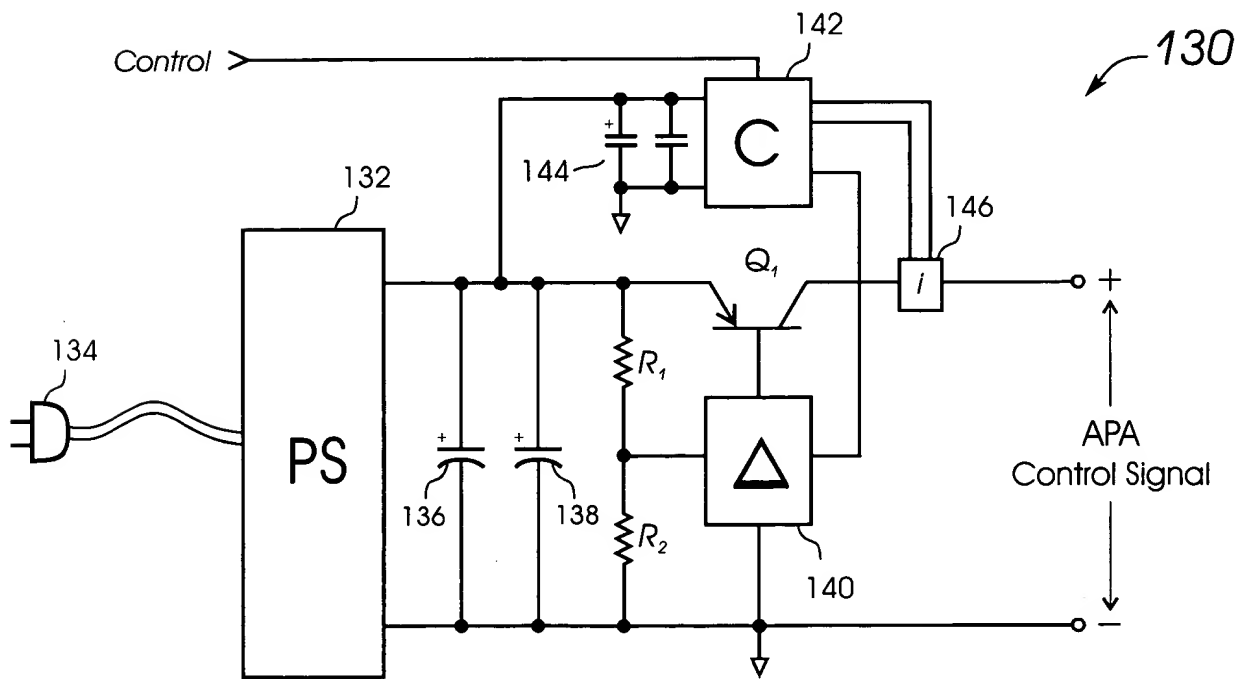 142
130
Control
C
+
144
132
146
Q₁
i
+
134
R₁
PS
+
+
APA
Control Signal
136
138
R₂
140
−